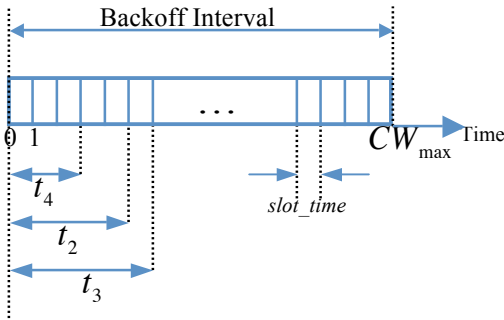 Backoff Interval
...
0 1 CW_max Time
t_4
slot_time
t_2
t_3